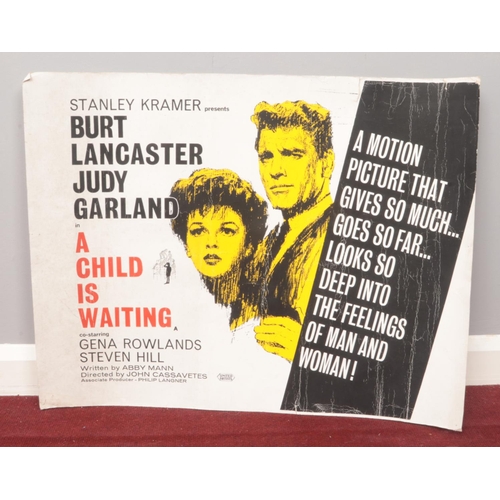 STANLEY KRAMER presents
BURT
LANCASTER
JUDY
GARLAND
in
A
CHILD
IS
WAITING
A
co-starring
GENA ROWLANDS
STEVEN HILL
Written by ABBY MANN
Directed by JOHN CASSAVETES
Associate Producer - PHILIP LANGNER
A MOTION
PICTURE THAT
GIVES SO MUCH...
GOES SO FAR...
LOOKS SO
DEEP INTO
THE FEELINGS
OF MAN AND
WOMAN!